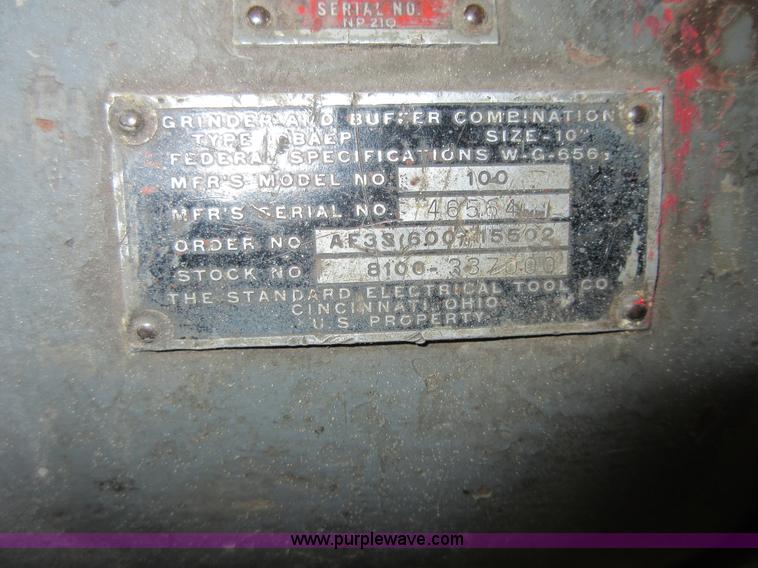 SERIAL NO.
NP210
GRINDER AND BUFFER COMBINATION
TYPE SIZE-10"
FEDERAL SPECIFICATIONS W-G-656
MFR'S MODEL NO. 100
MFR'S SERIAL NO.
ORDER NO
STOCK NO
THE STANDARD ELECTRICAL TOOL CO
CINCINNATI, OHIO
U.S. PROPERTY
www.purplewave.com